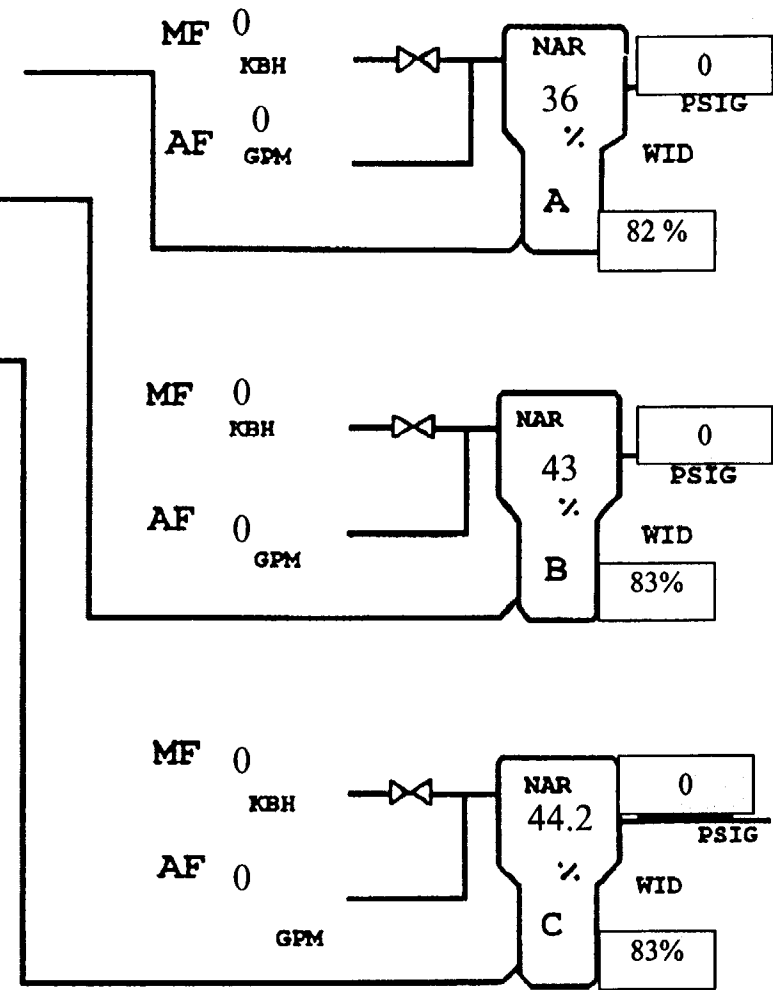 MF 0
KBH
NAR
0
PSIG
36
%
AF 0
GPM
WID
A
82 %
MF 0
KBH
NAR
0
PSIG
43
%
AF 0
GPM
WID
B
83%
MF 0
KBH
NAR
0
44.2
PSIG
%
AF 0
WID
GPM
C
83%